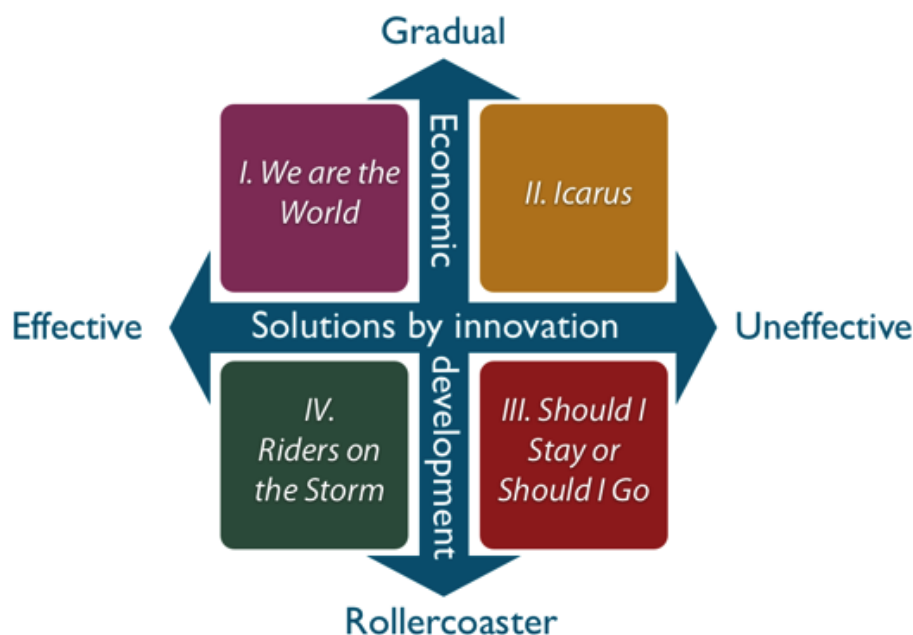 Gradual
Economic
I. We are the
World
II. Icarus
Effective
Solutions by innovation
Uneffective
development
IV.
Riders on
the Storm
III. Should I
Stay or
Should I Go
Rollercoaster